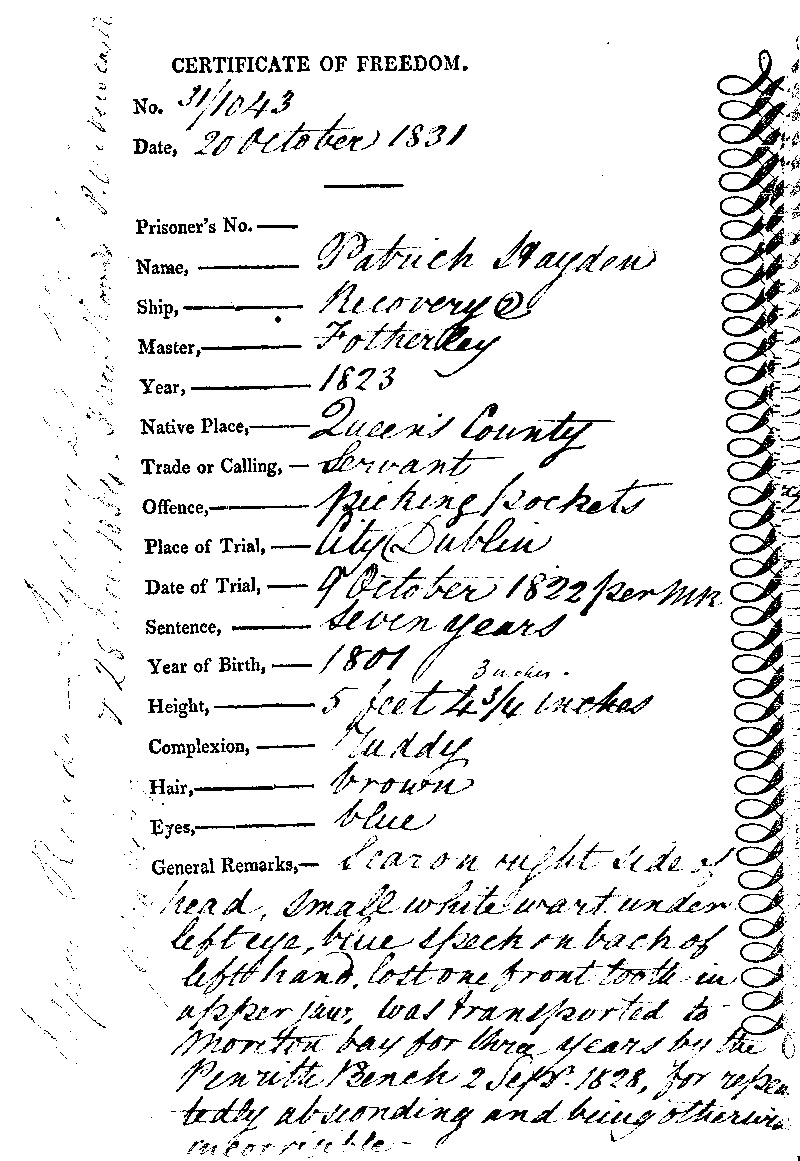 CERTIFICATE OF FREEDOM.
No. 31/1043
Date, 20 October 1831
Prisoner's No.
Name, Patrick Hayden
Ship, Recovery 2
Master, Fotherley
Year, 1823
Native Place, Queen's County
Trade or Calling, Servant
Offence, picking pockets
Place of Trial, City Dublin
Date of Trial, 9 October 1822 per
Sentence, Seven years
Year of Birth, 1801
3 inches.
Height, 5 feet 4 3/4 inches
Complexion, Ruddy
Hair, brown
Eyes, blue
General Remarks, Scar on right side of
head, small white wart under
left eye, blue speck on back of
left hand, lost one front tooth in
upper jaw, was transported to
Moreton bay for three years by the
Penrith Bench 2 Sepr. 1828, for repea
tedly absconding and being otherwise
incorrigible